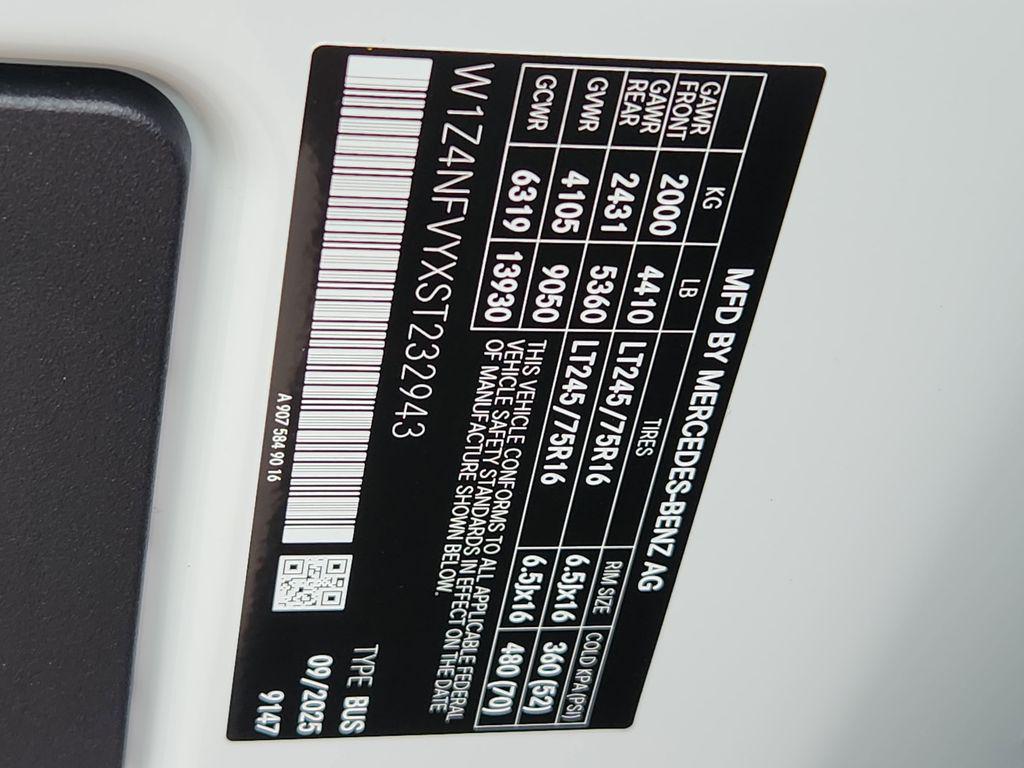 MFD BY MERCEDES-BENZ AG
KG LB TIRES RIM SIZE COLD KPA (PSI)
GAWR FRONT 2000 4410 LT245/75R16 6.5Jx16 360 (52)
GAWR REAR 2431 5360 LT245/75R16 6.5Jx16 480 (70)
GVWR 4105 9050
GCWR 6319 13930
THIS VEHICLE CONFORMS TO ALL APPLICABLE FEDERAL
VEHICLE SAFETY STANDARDS IN EFFECT ON THE DATE
OF MANUFACTURE SHOWN BELOW.
W1Z4NFVYXST232943
TYPE BUS
09/2025
9147
A 907 584 90 16